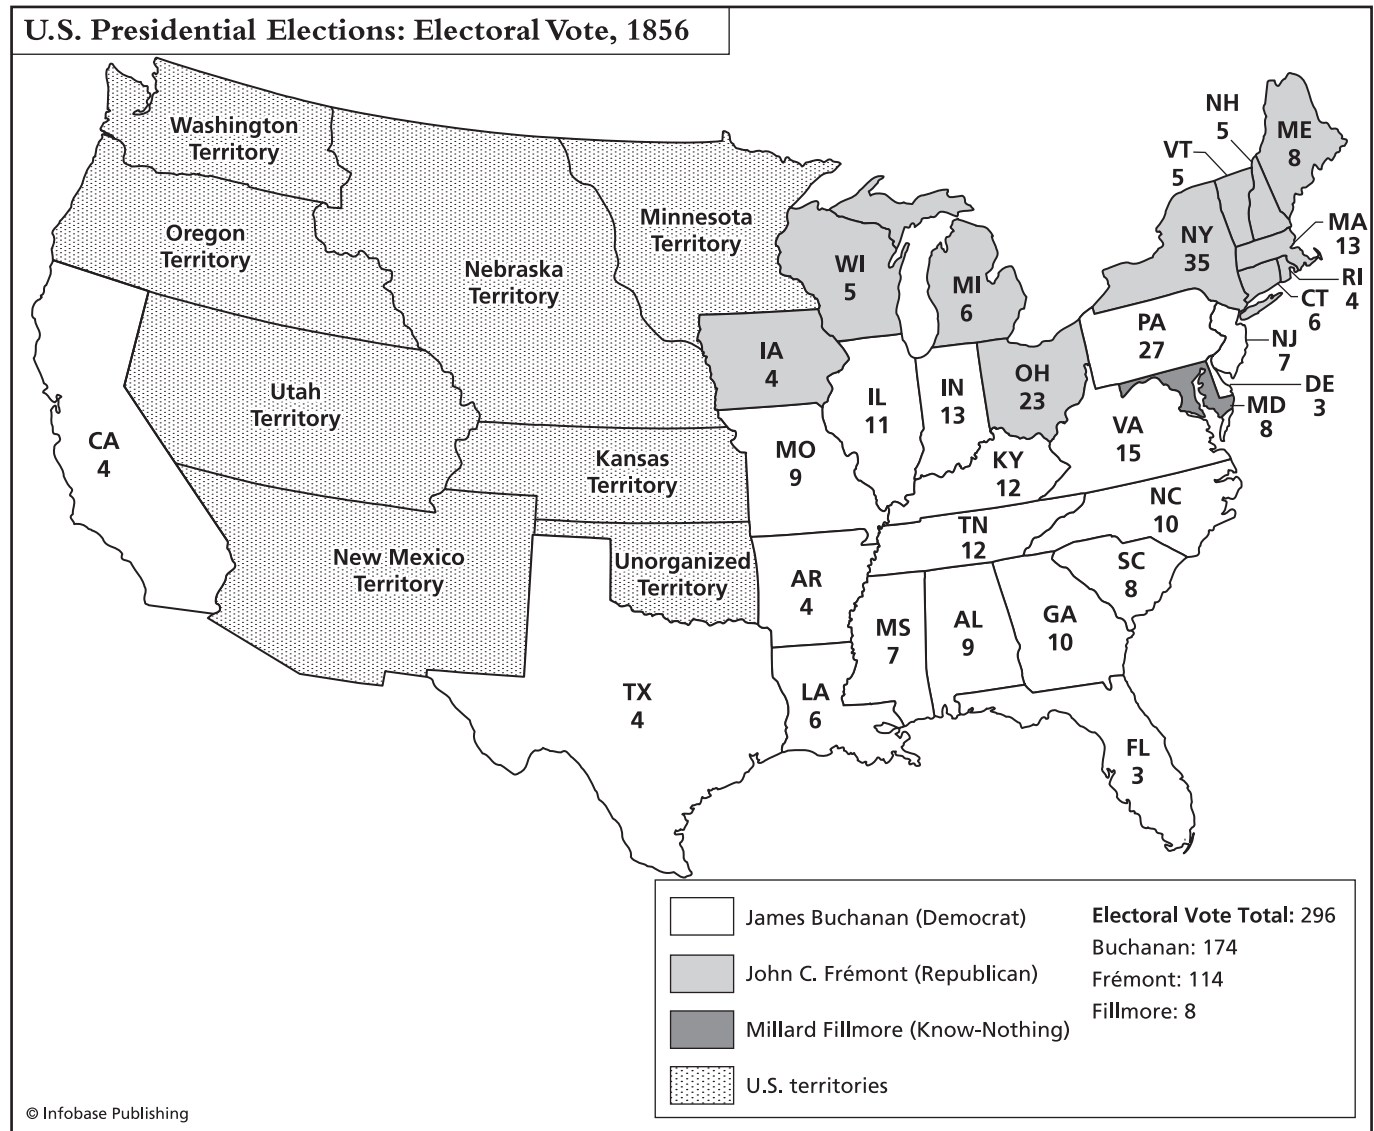 U.S. Presidential Elections: Electoral Vote, 1856
Washington
Territory
Oregon
Territory
Nebraska
Territory
Minnesota
Territory
Utah
Territory
Kansas
Territory
New Mexico
Territory
Unorganized
Territory
CA
4
TX
4
IA
4
WI
5
MI
6
IL
11
IN
13
OH
23
MO
9
KY
12
TN
12
AR
4
LA
6
MS
7
AL
9
GA
10
FL
3
SC
8
NC
10
VA
15
PA
27
NY
35
VT
5
NH
5
ME
8
MA
13
RI
4
CT
6
NJ
7
DE
3
MD
8
James Buchanan (Democrat)
John C. Frémont (Republican)
Millard Fillmore (Know-Nothing)
U.S. territories
Electoral Vote Total: 296
Buchanan: 174
Frémont: 114
Fillmore: 8
© Infobase Publishing